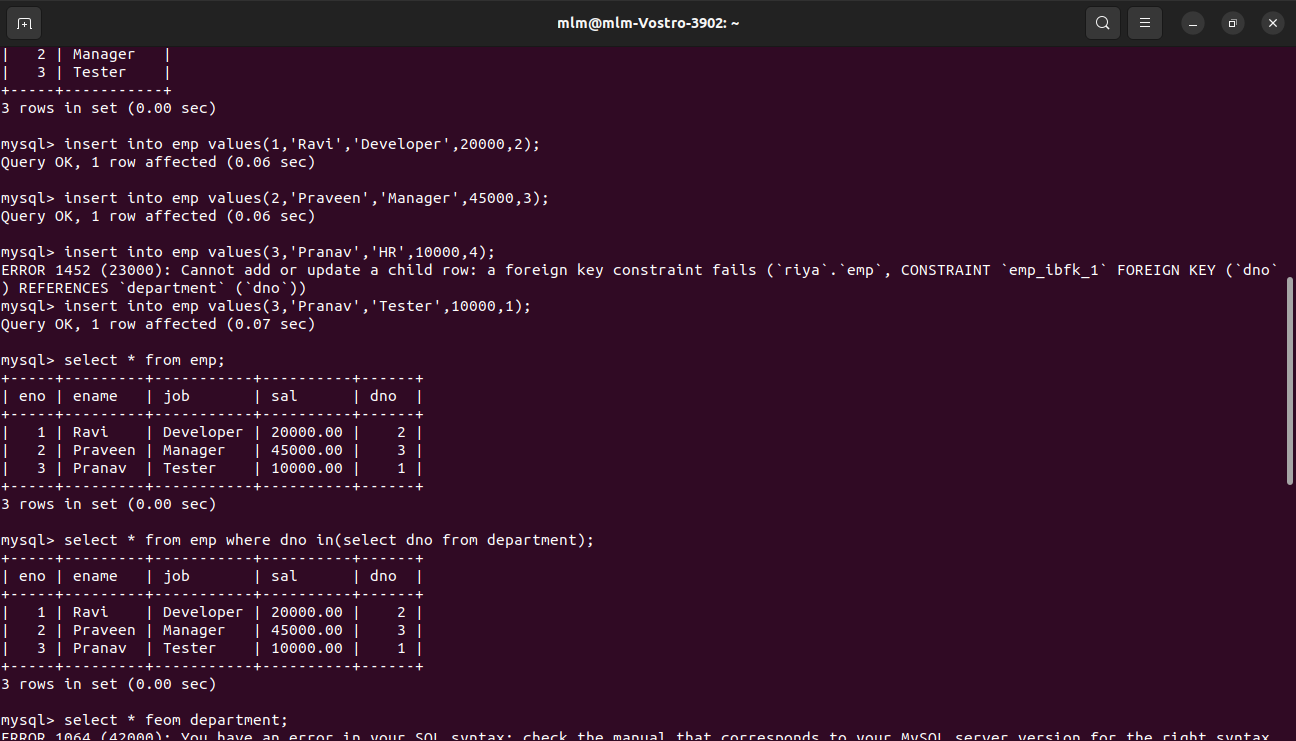 mlm@mlm-Vostro-3902: ~
|   2 | Manager   |
|   3 | Tester    |
+-----+-----------+
3 rows in set (0.00 sec)
mysql> insert into emp values(1,'Ravi','Developer',20000,2);
Query OK, 1 row affected (0.06 sec)
mysql> insert into emp values(2,'Praveen','Manager',45000,3);
Query OK, 1 row affected (0.06 sec)
mysql> insert into emp values(3,'Pranav','HR',10000,4);
ERROR 1452 (23000): Cannot add or update a child row: a foreign key constraint fails (`riya`.`emp`, CONSTRAINT `emp_ibfk_1` FOREIGN KEY (`dno`
) REFERENCES `department` (`dno`))
mysql> insert into emp values(3,'Pranav','Tester',10000,1);
Query OK, 1 row affected (0.07 sec)
mysql> select * from emp;
+-----+---------+-----------+----------+------+
| eno | ename   | job       | sal      | dno  |
+-----+---------+-----------+----------+------+
|   1 | Ravi    | Developer | 20000.00 |    2 |
|   2 | Praveen | Manager   | 45000.00 |    3 |
|   3 | Pranav  | Tester    | 10000.00 |    1 |
+-----+---------+-----------+----------+------+
3 rows in set (0.00 sec)
mysql> select * from emp where dno in(select dno from department);
+-----+---------+-----------+----------+------+
| eno | ename   | job       | sal      | dno  |
+-----+---------+-----------+----------+------+
|   1 | Ravi    | Developer | 20000.00 |    2 |
|   2 | Praveen | Manager   | 45000.00 |    3 |
|   3 | Pranav  | Tester    | 10000.00 |    1 |
+-----+---------+-----------+----------+------+
3 rows in set (0.00 sec)
mysql> select * feom department;
ERROR 1064 (42000): You have an error in your SQL syntax; check the manual that corresponds to your MySQL server version for the right syntax